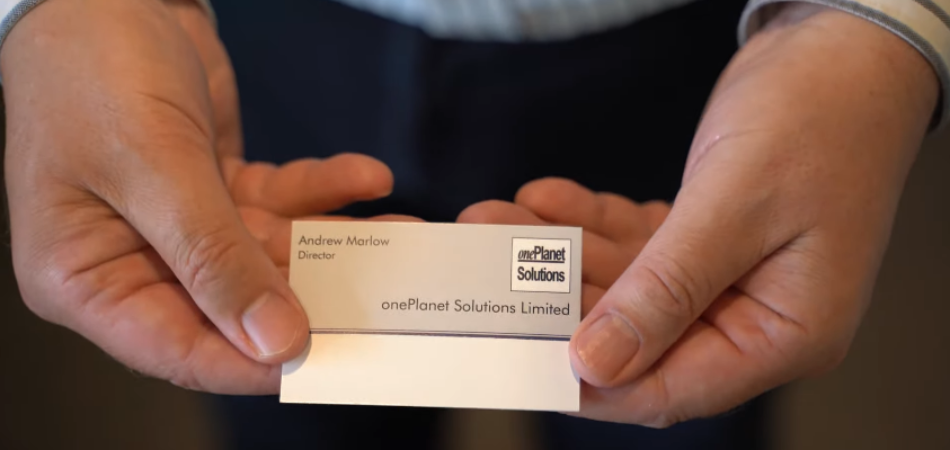 Andrew Marlow
Director
onePlanet
Solutions
onePlanet Solutions Limited